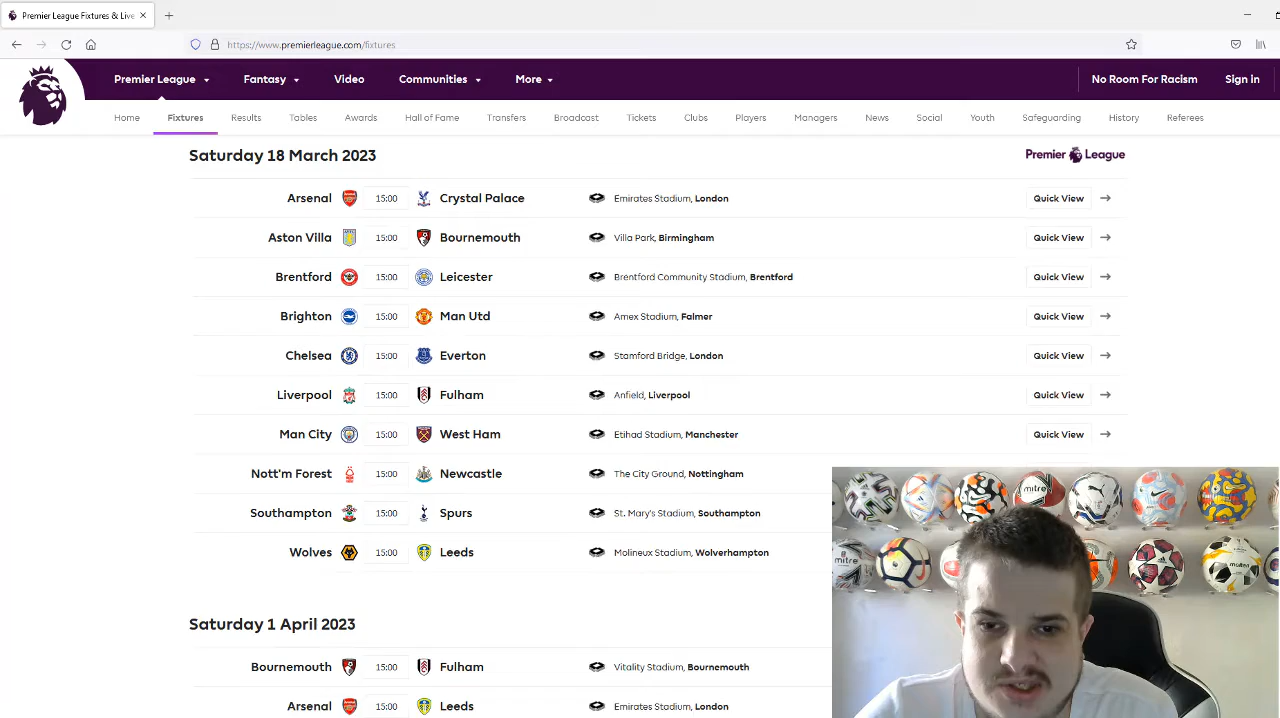 Premier League Fixtures & Live
https://www.premierleague.com/fixtures
Premier League Fantasy Video Communities More No Room For Racism Sign in
Home Fixtures Results Tables Awards Hall of Fame Transfers Broadcast Tickets Clubs Players Managers News Social Youth Safeguarding History Referees
Saturday 18 March 2023 Premier League
Arsenal 15:00 Crystal Palace Emirates Stadium, London Quick View
Aston Villa 15:00 Bournemouth Villa Park, Birmingham Quick View
Brentford 15:00 Leicester Brentford Community Stadium, Brentford Quick View
Brighton 15:00 Man Utd Amex Stadium, Falmer Quick View
Chelsea 15:00 Everton Stamford Bridge, London Quick View
Liverpool 15:00 Fulham Anfield, Liverpool Quick View
Man City 15:00 West Ham Etihad Stadium, Manchester Quick View
Nott'm Forest 15:00 Newcastle The City Ground, Nottingham
Southampton 15:00 Spurs St. Mary's Stadium, Southampton
Wolves 15:00 Leeds Molineux Stadium, Wolverhampton
mitre
mitre
molten
Saturday 1 April 2023
Bournemouth 15:00 Fulham Vitality Stadium, Bournemouth
Arsenal 15:00 Leeds Emirates Stadium, London